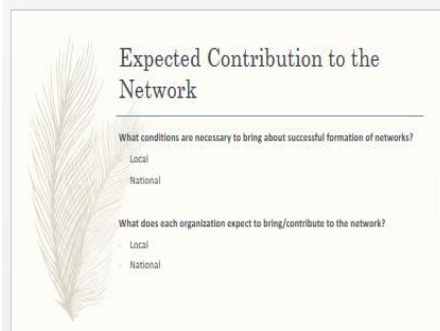 Expected Contribution to the
Network
What conditions are necessary to bring about successful formation of networks?
Local
National
What does each organization expect to bring/contribute to the network?
Local
National